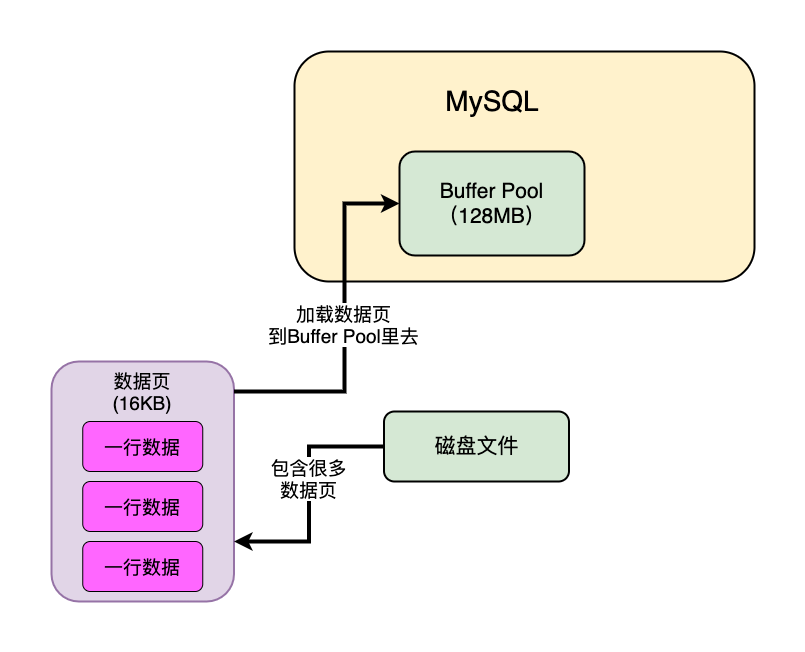 MySQL
Buffer Pool
（128MB）
加载数据页
到Buffer Pool里去
数据页
(16KB)
一行数据
一行数据
一行数据
磁盘文件
包含很多
数据页